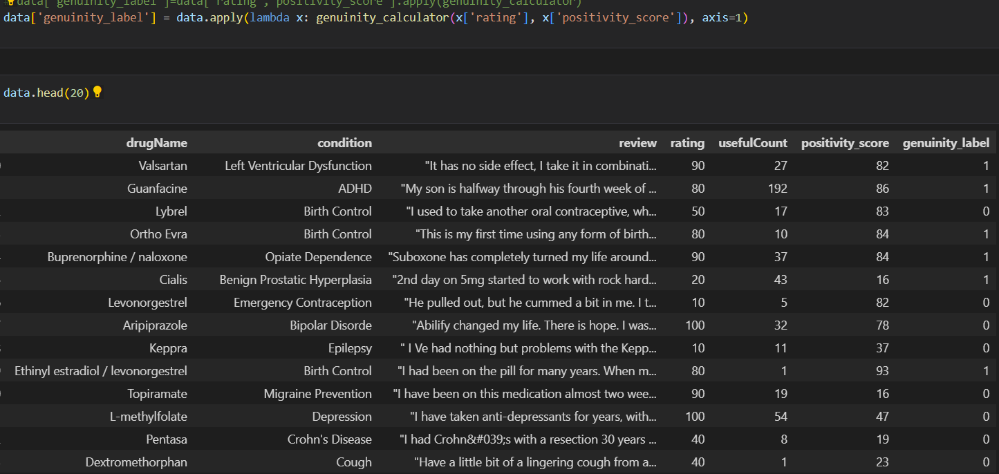 data['genuinity_label']=data['rating','positivity_score'].apply(genuinity_calculator)
data['genuinity_label'] = data.apply(lambda x: genuinity_calculator(x['rating'], x['positivity_score']), axis=1)
data.head(20)
drugName condition review rating usefulCount positivity_score genuinity_label
Valsartan Left Ventricular Dysfunction "It has no side effect, I take it in combinati... 90 27 82 1
Guanfacine ADHD "My son is halfway through his fourth week of ... 80 192 86 1
Lybrel Birth Control "I used to take another oral contraceptive, wh... 50 17 83 0
Ortho Evra Birth Control "This is my first time using any form of birth... 80 10 84 1
Buprenorphine / naloxone Opiate Dependence "Suboxone has completely turned my life around... 90 37 84 1
Cialis Benign Prostatic Hyperplasia "2nd day on 5mg started to work with rock hard... 20 43 16 1
Levonorgestrel Emergency Contraception "He pulled out, but he cummed a bit in me. I t... 10 5 82 0
Aripiprazole Bipolar Disorde "Abilify changed my life. There is hope. I was... 100 32 78 0
Keppra Epilepsy " I Ve had nothing but problems with the Kepp... 10 11 37 0
Ethinyl estradiol / levonorgestrel Birth Control "I had been on the pill for many years. When m... 80 1 93 1
Topiramate Migraine Prevention "I have been on this medication almost two wee... 90 19 16 0
L-methylfolate Depression "I have taken anti-depressants for years, with... 100 54 47 0
Pentasa Crohn's Disease "I had Crohn&#039;s with a resection 30 years ... 40 8 19 0
Dextromethorphan Cough "Have a little bit of a lingering cough from a... 40 1 23 0